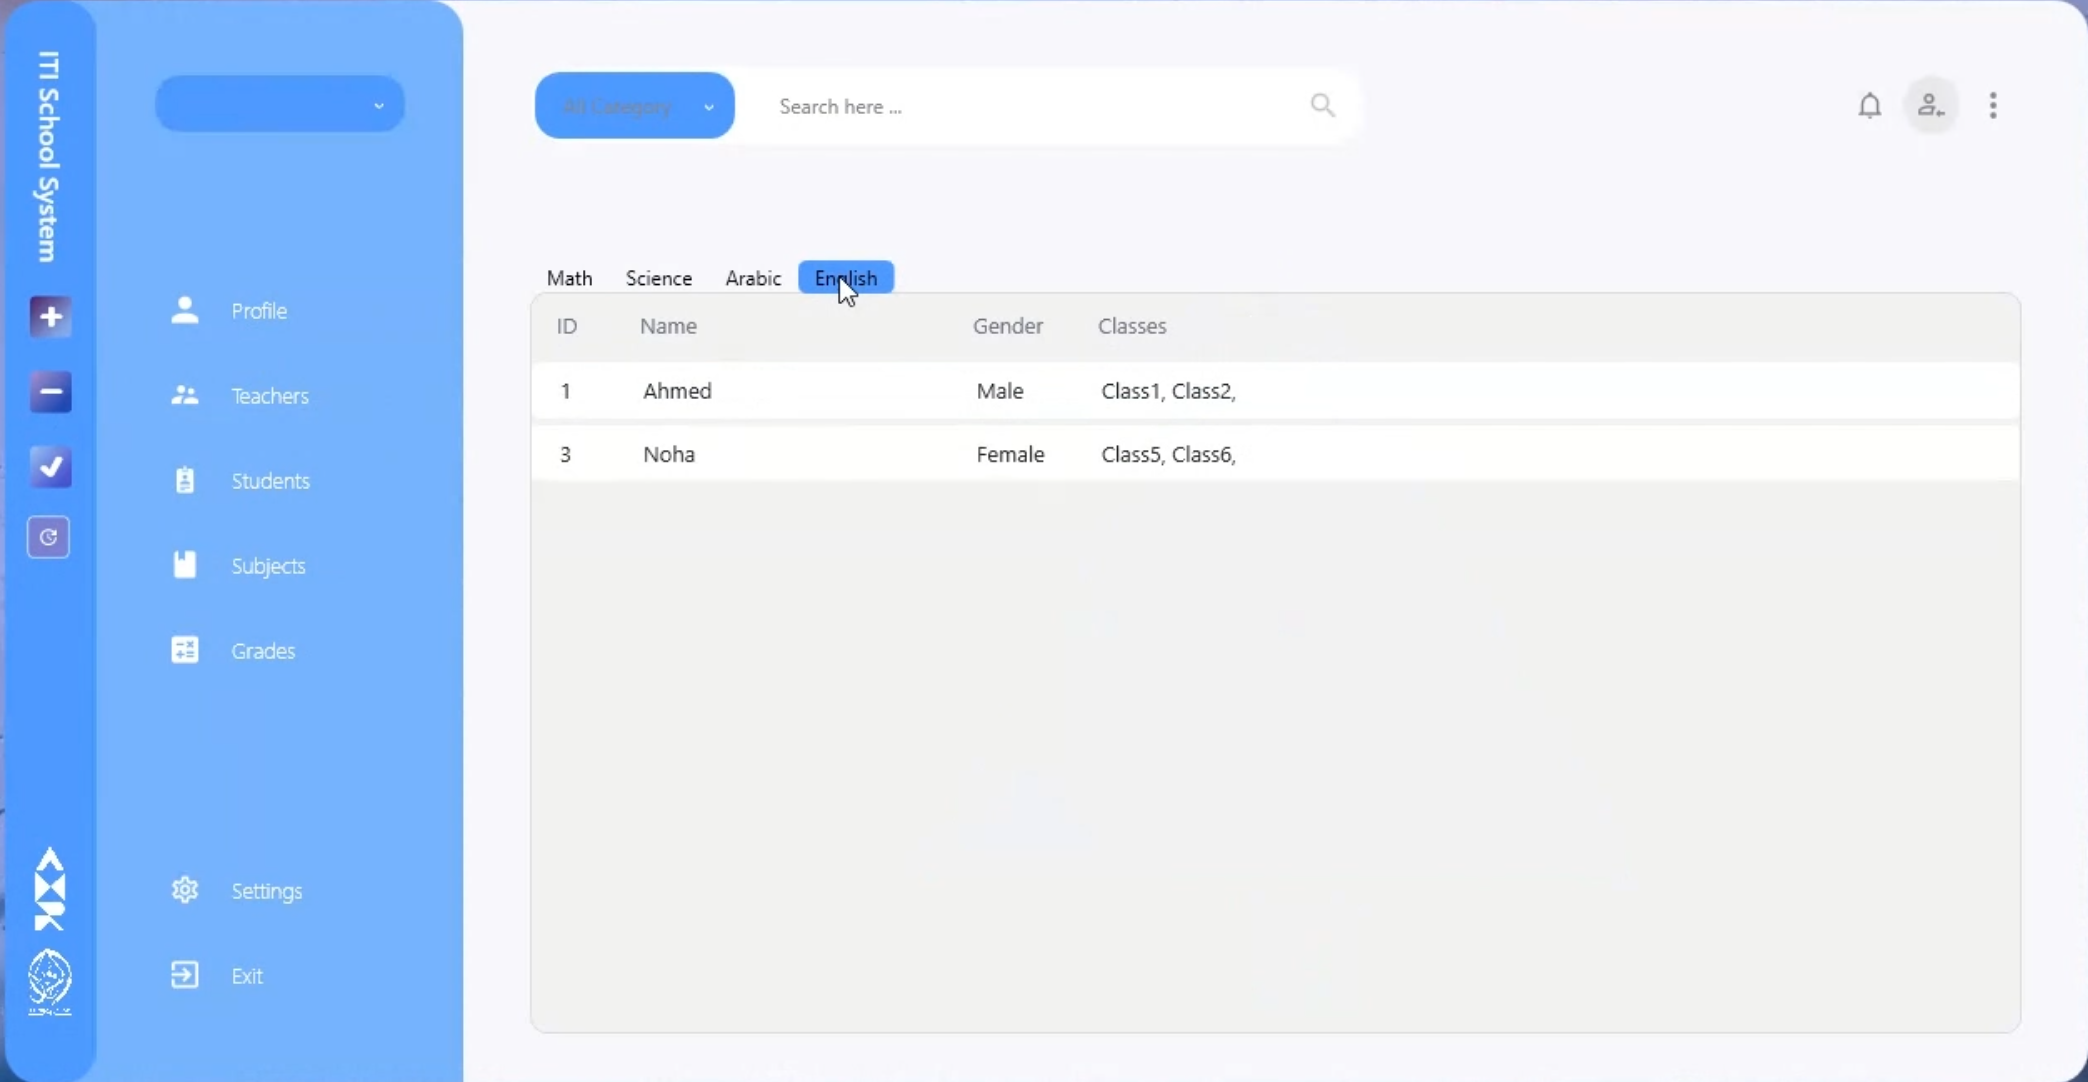 ITI School System
All Category
Search here ...
Profile
Teachers
Students
Subjects
Grades
Settings
Exit
Math Science Arabic English
ID Name Gender Classes
1 Ahmed Male Class1, Class2,
3 Noha Female Class5, Class6,